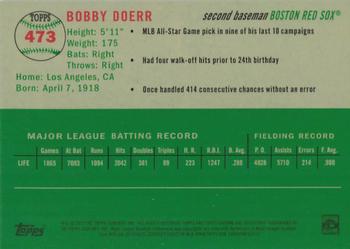 TOPPS
473
BOBBY DOERR
second baseman BOSTON RED SOX®
Height: 5'11"
Weight: 175
Bats: Right
Throws: Right
Home: Los Angeles, CA
Born: April 7, 1918
• MLB All-Star Game pick in nine of his last 10 campaigns
• Had four walk-off hits prior to 24th birthday
• Once handled 414 consecutive chances without an error
MAJOR LEAGUE BATTING RECORD
FIELDING RECORD
Games At Bat Runs Hits Doubles Triples H. R. R.B.I. B. Avg. P. O. Assists Errors F. Avg.
LIFE 1865 7093 1094 2042 381 89 223 1247 .288 4928 5710 214 .980
Topps